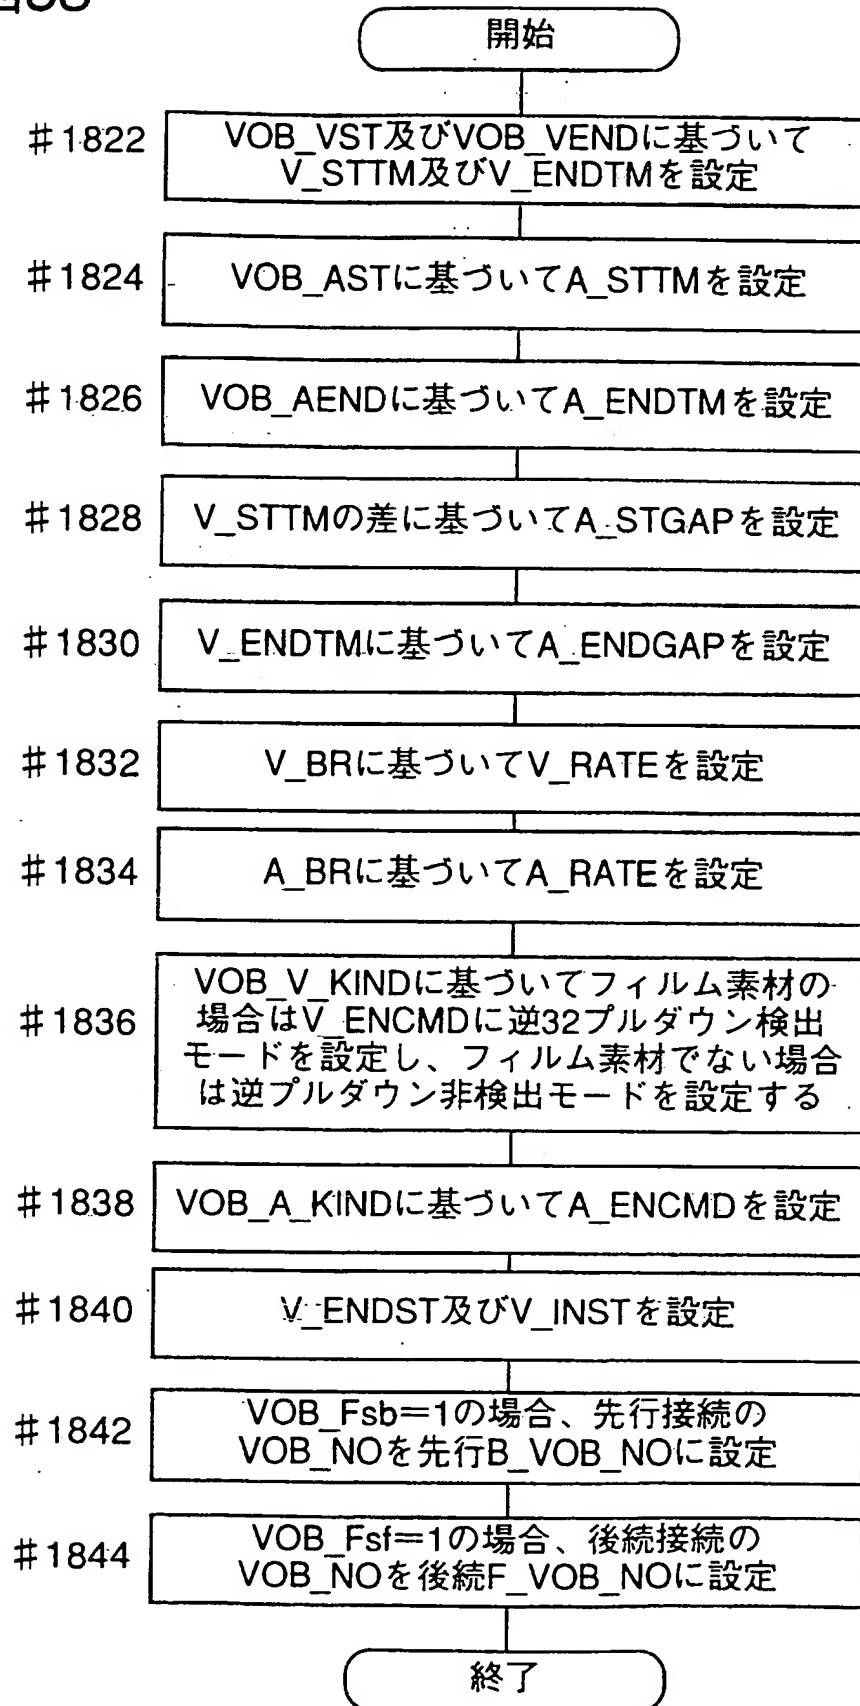 開始
#1822
VOB_VST及びVOB_VENDに基づいて
V_STTM及びV_ENDTMを設定
#1824
VOB_ASTに基づいてA_STTMを設定
#1826
VOB_AENDに基づいてA_ENDTMを設定
#1828
V_STTMの差に基づいてA_STGAPを設定
#1830
V_ENDTMに基づいてA_ENDGAPを設定
#1832
V_BRに基づいてV_RATEを設定
#1834
A_BRに基づいてA_RATEを設定
#1836
VOB_V_KINDに基づいてフィルム素材の
場合はV_ENCMDに逆32プルダウン検出
モードを設定し、フィルム素材でない場合
は逆プルダウン非検出モードを設定する
#1838
VOB_A_KINDに基づいてA_ENCMDを設定
#1840
V_ENDST及びV_INSTを設定
#1842
VOB_Fsb=1の場合、先行接続の
VOB_NOを先行B_VOB_NOに設定
#1844
VOB_Fsf=1の場合、後続接続の
VOB_NOを後続F_VOB_NOに設定
終了